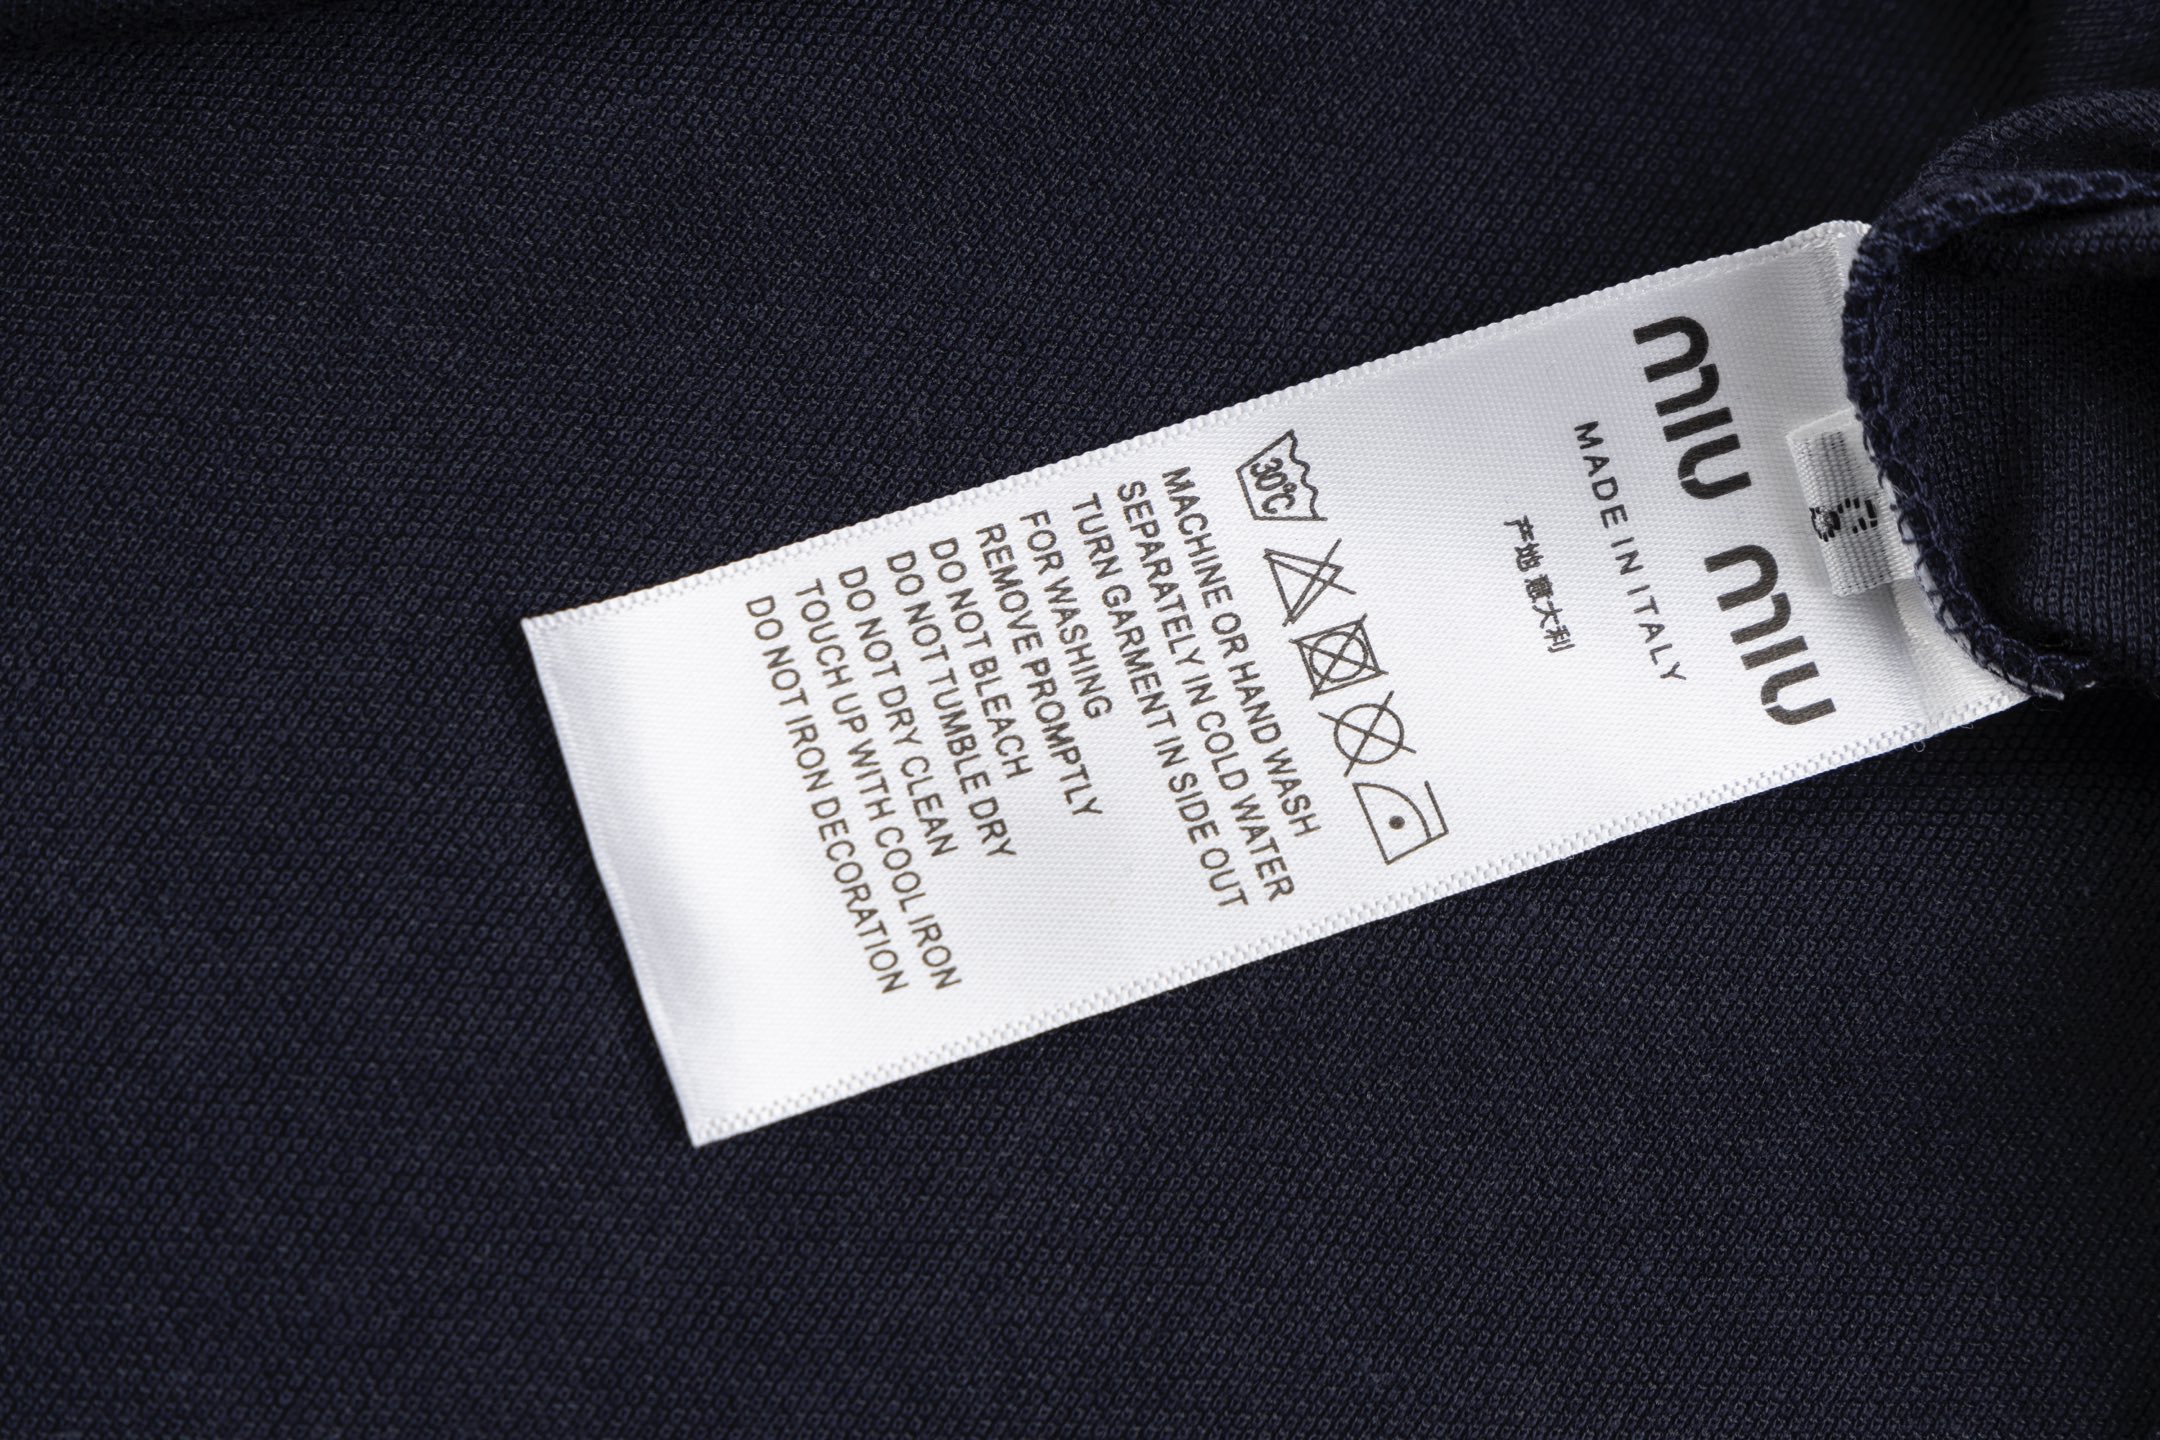 miu miu
MADE IN ITALY
产地 意大利
30℃
MACHINE OR HAND WASH
SEPARATELY IN COLD WATER
TURN GARMENT IN SIDE OUT
FOR WASHING
REMOVE PROMPTLY
DO NOT BLEACH
DO NOT TUMBLE DRY
DO NOT DRY CLEAN
TOUCH UP WITH COOL IRON
DO NOT IRON DECORATION